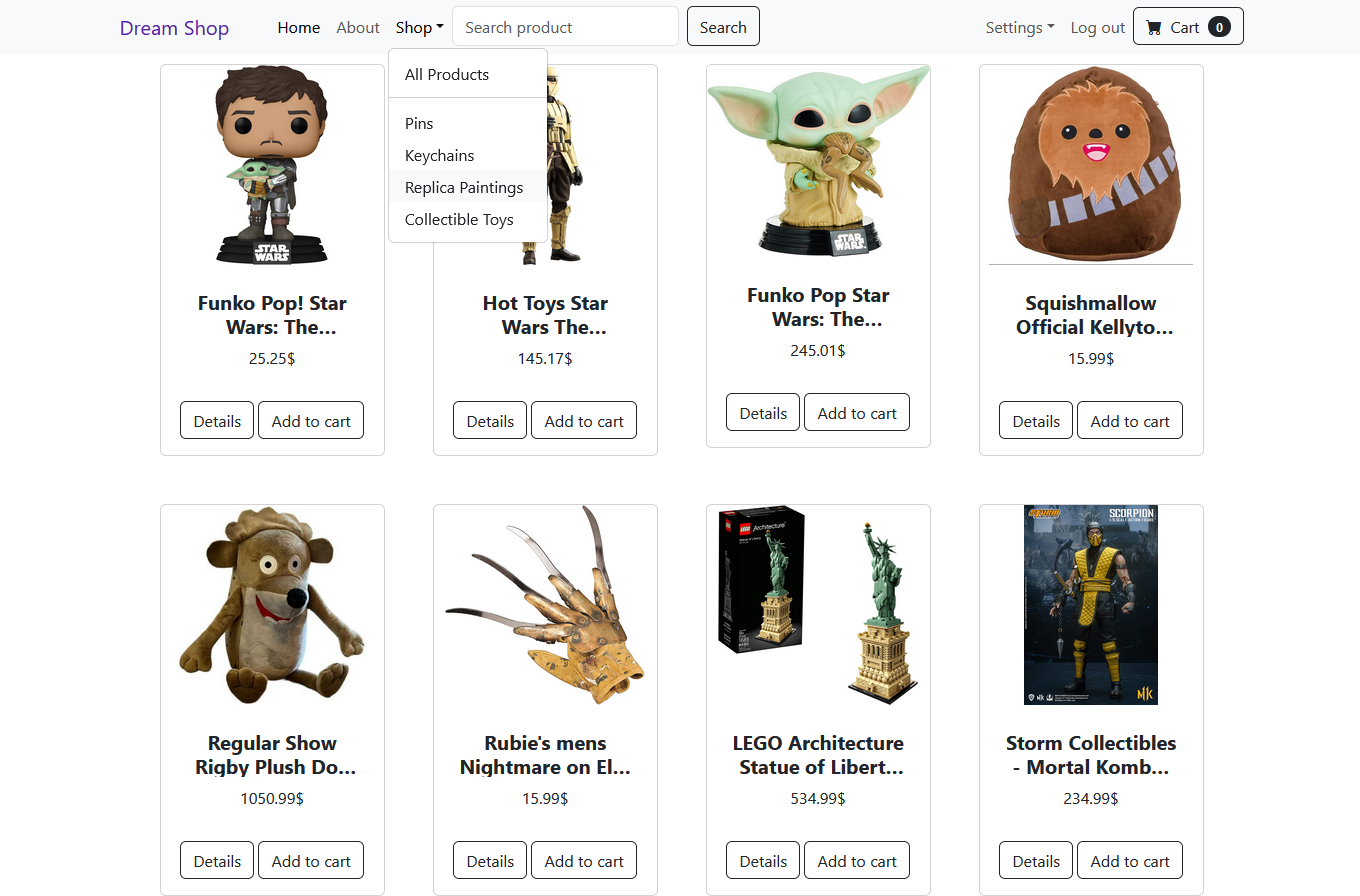 Dream Shop
Home
About
Shop
Search product
Search
Settings
Log out
Cart
0
All Products
Pins
Keychains
Replica Paintings
Collectible Toys
STAR
WARS
STAR
WARS
Funko Pop! Star
Wars: The...
25.25$
Details
Add to cart
Hot Toys Star
Wars The...
145.17$
Details
Add to cart
Funko Pop Star
Wars: The...
245.01$
Details
Add to cart
Squishmallow
Official Kellyto...
15.99$
Details
Add to cart
LEGO
Architecture
SCORPION
MK
Regular Show
Rigby Plush Do...
1050.99$
Details
Add to cart
Rubie's mens
Nightmare on El...
15.99$
Details
Add to cart
LEGO Architecture
Statue of Libert...
534.99$
Details
Add to cart
Storm Collectibles
- Mortal Komb...
234.99$
Details
Add to cart